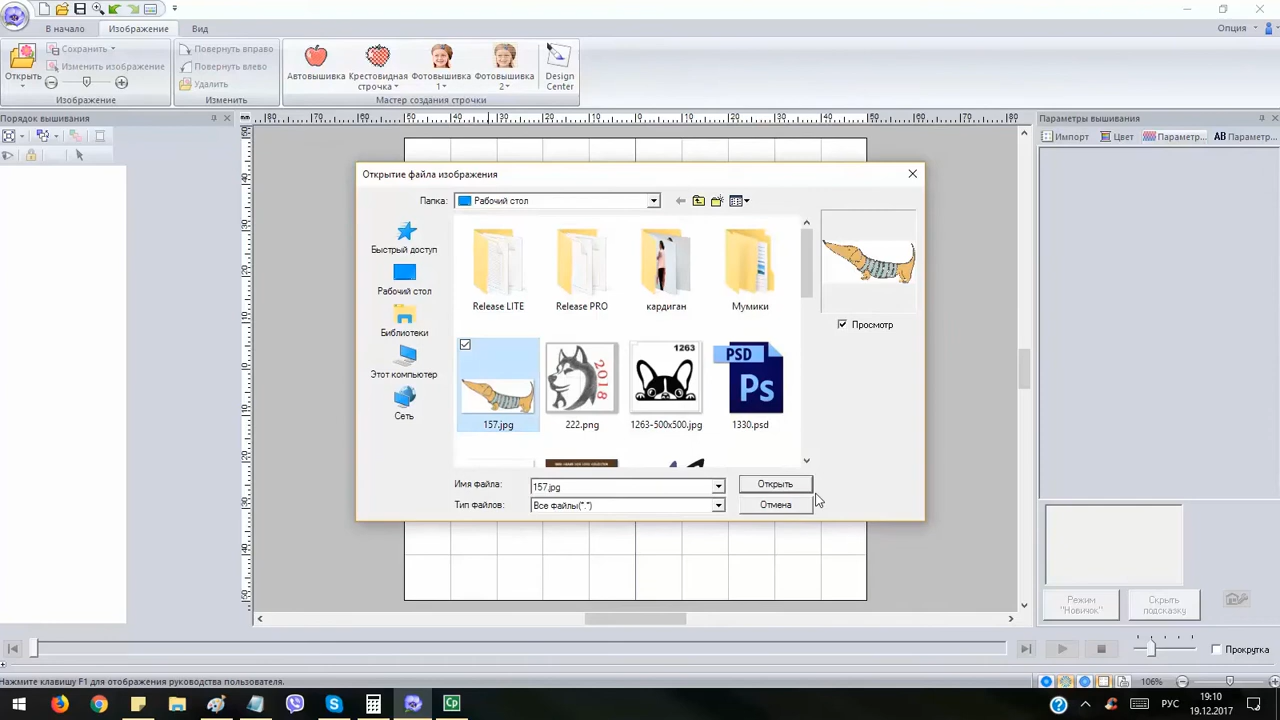 В начало Изображение Вид Опция
Открыть
Сохранить
Изменить изображение
Изображение
Повернуть вправо
Повернуть влево
Удалить
Изменить
Автовышивка
Крестовидная строчка
Фотовышивка 1
Фотовышивка 2
Design Center
Мастер создания строчки
Порядок вышивания
Параметры вышивания
Импорт Цвет Параметр... AB Параметр...
Открытие файла изображения
Папка: Рабочий стол
Быстрый доступ
Рабочий стол
Библиотеки
Этот компьютер
Сеть
Release LITE Release PRO кардиган Мумики
2018
1263
PSD
Ps
157.jpg 222.png 1263-500x500.jpg 1330.psd
Просмотр
Имя файла: 157.jpg Открыть
Тип файлов: Все файлы(*.*) Отмена
Режим "Новичок"
Скрыть подсказку
Прокрутка
Нажмите клавишу F1 для отображения руководства пользователя. 106%
Cp
РУС
19:10
19.12.2017